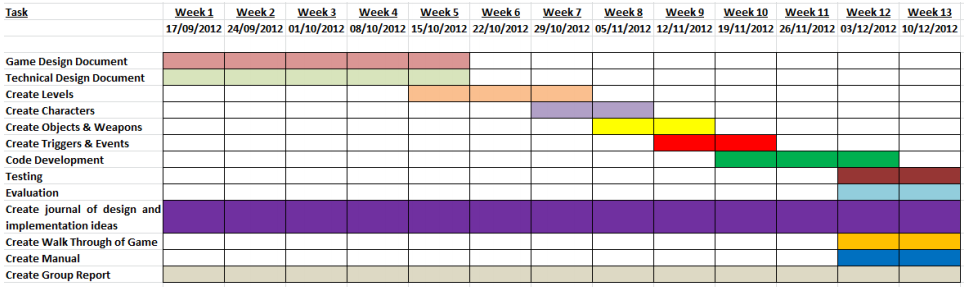 Task Week 1 Week 2 Week 3 Week 4 Week 5 Week 6 Week 7 Week 8 Week 9 Week 10 Week 11 Week 12 Week 13
17/09/2012 24/09/2012 01/10/2012 08/10/2012 15/10/2012 22/10/2012 29/10/2012 05/11/2012 12/11/2012 19/11/2012 26/11/2012 03/12/2012 10/12/2012
Game Design Document
Technical Design Document
Create Levels
Create Characters
Create Objects & Weapons
Create Triggers & Events
Code Development
Testing
Evaluation
Create journal of design and
implementation ideas
Create Walk Through of Game
Create Manual
Create Group Report